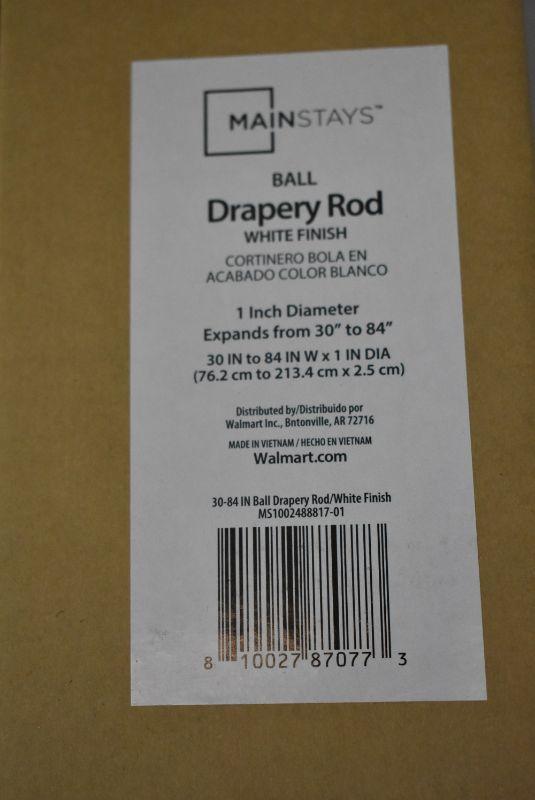 MAINSTAYS™
BALL
Drapery Rod
WHITE FINISH
CORTINERO BOLA EN
ACABADO COLOR BLANCO
1 Inch Diameter
Expands from 30” to 84”
30 IN to 84 IN W x 1 IN DIA
(76.2 cm to 213.4 cm x 2.5 cm)
Distributed by/Distribuido por
Walmart Inc., Bntonville, AR 72716
MADE IN VIETNAM / HECHO EN VIETNAM
Walmart.com
30-84 IN Ball Drapery Rod/White Finish
MS1002488817-01
8 10027 87077 3